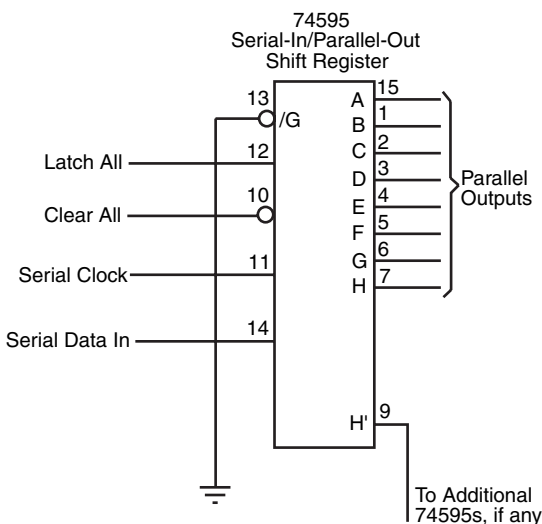 74595
Serial-In/Parallel-Out
Shift Register
13
/G
12
Latch All
10
Clear All
11
Serial Clock
14
Serial Data In
A 15
B 1
C 2
D 3
E 4
F 5
G 6
H 7
Parallel
Outputs
H' 9
To Additional
74595s, if any